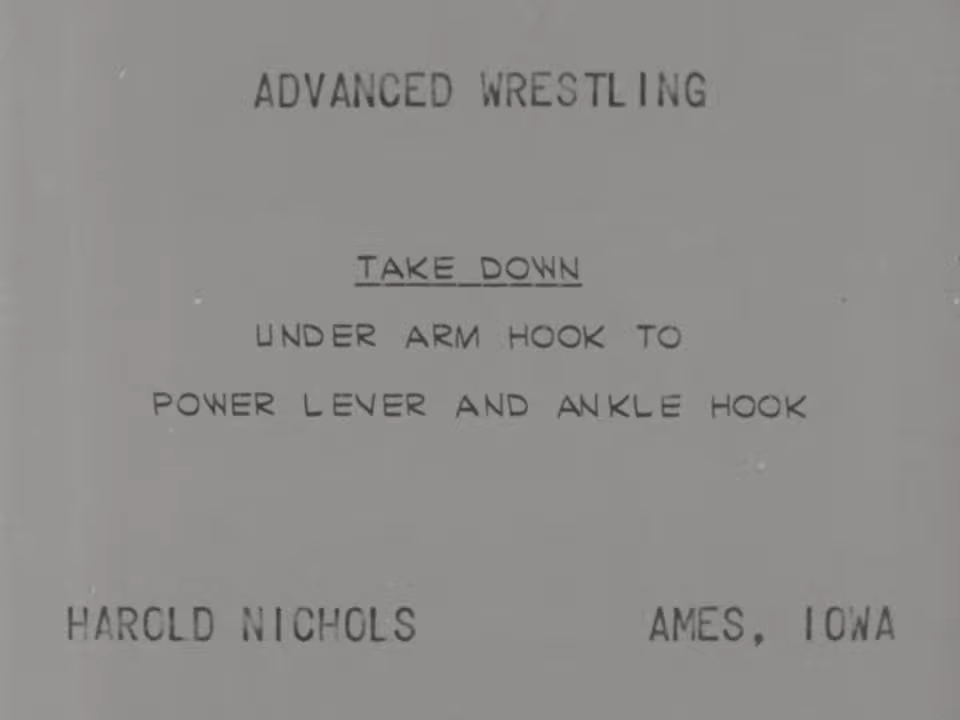 ADVANCED WRESTLING
TAKE DOWN
UNDER ARM HOOK TO
POWER LEVER AND ANKLE HOOK
HAROLD NICHOLS AMES, IOWA